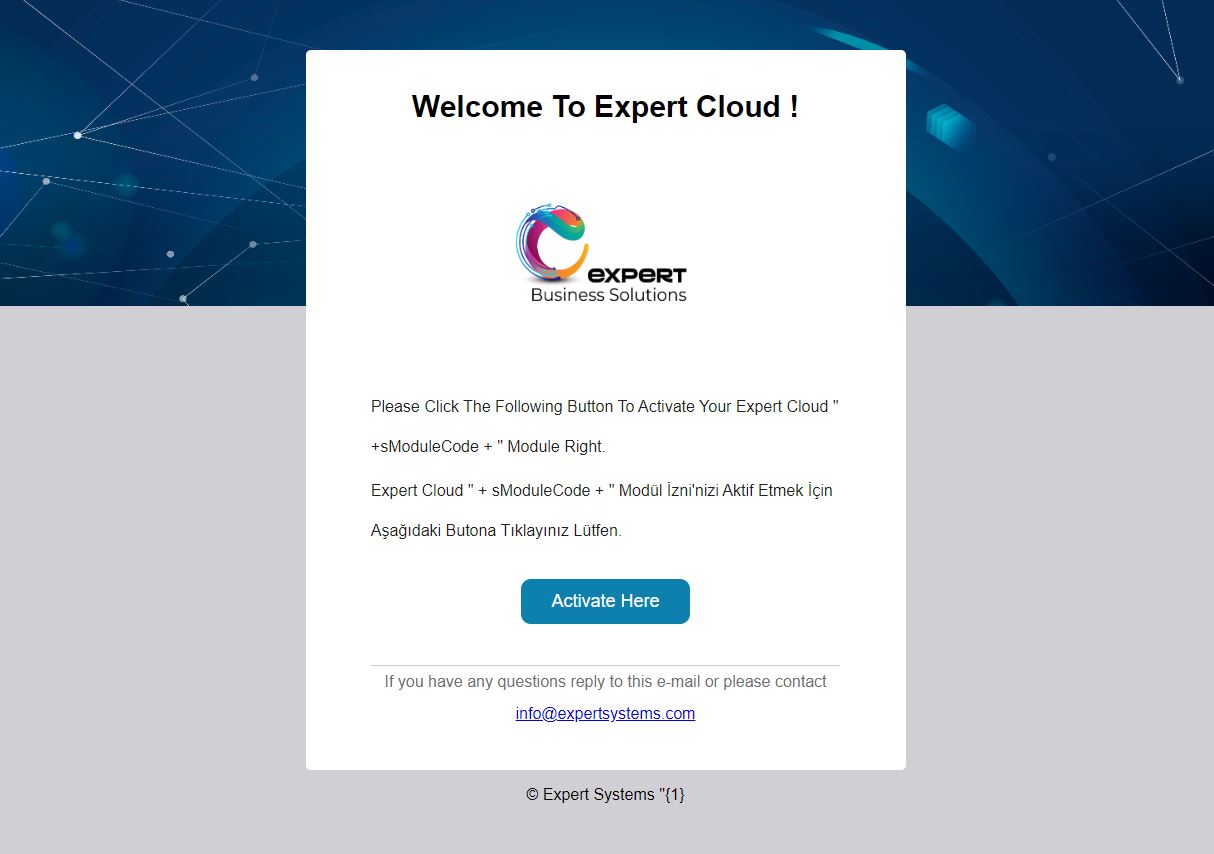 Welcome To Expert Cloud !
expert
Business Solutions
Please Click The Following Button To Activate Your Expert Cloud "
+sModuleCode + " Module Right.
Expert Cloud " + sModuleCode + " Modül İzni'nizi Aktif Etmek İçin
Aşağıdaki Butona Tıklayınız Lütfen.
Activate Here
If you have any questions reply to this e-mail or please contact
info@expertsystems.com
© Expert Systems "{1}